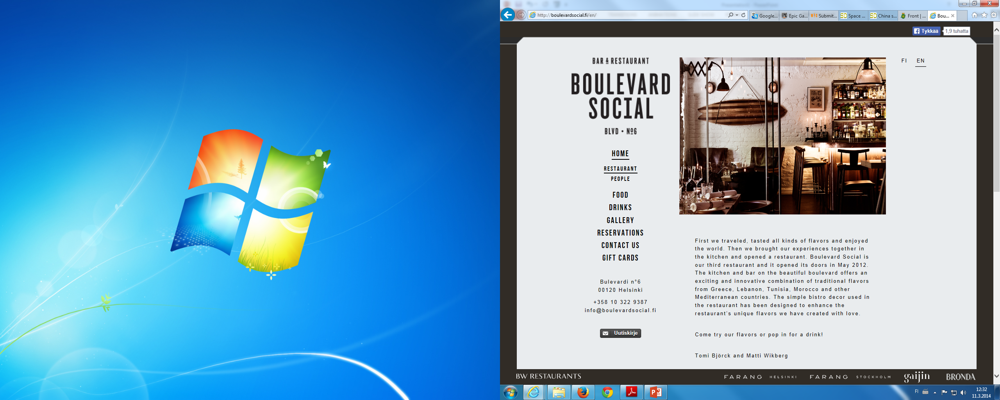 http://boulevardsocial.fi/en/
Google...
Epic Ga...
Submit...
Space ...
China s...
Front | ...
Bou...
Tykkää
1,9 tuhatta
BAR & RESTAURANT
BOULEVARD
SOCIAL
BLVD • Nº6
FI EN
HOME
RESTAURANT
PEOPLE
FOOD
DRINKS
GALLERY
RESERVATIONS
CONTACT US
GIFT CARDS
Bulevardi n°6
00120 Helsinki
+358 10 322 9387
info@boulevardsocial.fi
Uutiskirje
First we traveled, tasted all kinds of flavors and enjoyed
the world. Then we brought our experiences together in
the kitchen and opened a restaurant. Boulevard Social is
our third restaurant and it opened its doors in May 2012.
The kitchen and bar on the beautiful boulevard offers an
exciting and innovative combination of traditional flavors
from Greece, Lebanon, Tunisia, Morocco and other
Mediterranean countries. The simple bistro decor used in
the restaurant has been designed to enhance the
restaurant's unique flavors we have created with love.
Come try our flavors or pop in for a drink!
Tomi Björck and Matti Wikberg
BW RESTAURANTS
FARANG HELSINKI
FARANG STOCKHOLM
gaijin
BRONDA
FI
12:32
11.3.2014